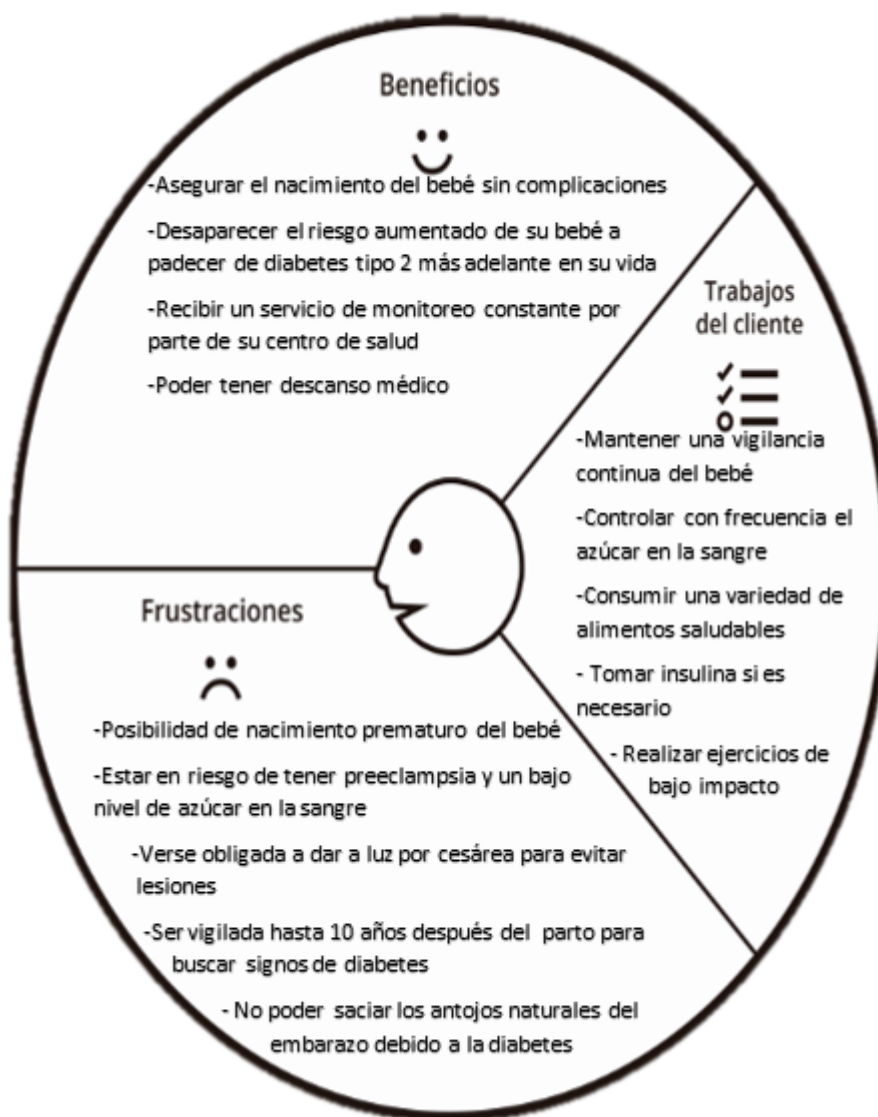 Beneficios
-Asegurar el nacimiento del bebé sin complicaciones
-Desaparecer el riesgo aumentado de su bebé a
padecer de diabetes tipo 2 más adelante en su vida
-Recibir un servicio de monitoreo constante por
parte de su centro de salud
-Poder tener descanso médico
Trabajos
del cliente
-Mantener una vigilancia
continua del bebé
-Controlar con frecuencia el
azúcar en la sangre
-Consumir una variedad de
alimentos saludables
- Tomar insulina si es
necesario
- Realizar ejercicios de
bajo impacto
Frustraciones
-Posibilidad de nacimiento prematuro del bebé
-Estar en riesgo de tener preeclampsia y un bajo
nivel de azúcar en la sangre
-Verse obligada a dar a luz por cesárea para evitar
lesiones
-Ser vigilada hasta 10 años después del parto para
buscar signos de diabetes
- No poder saciar los antojos naturales del
embarazo debido a la diabetes